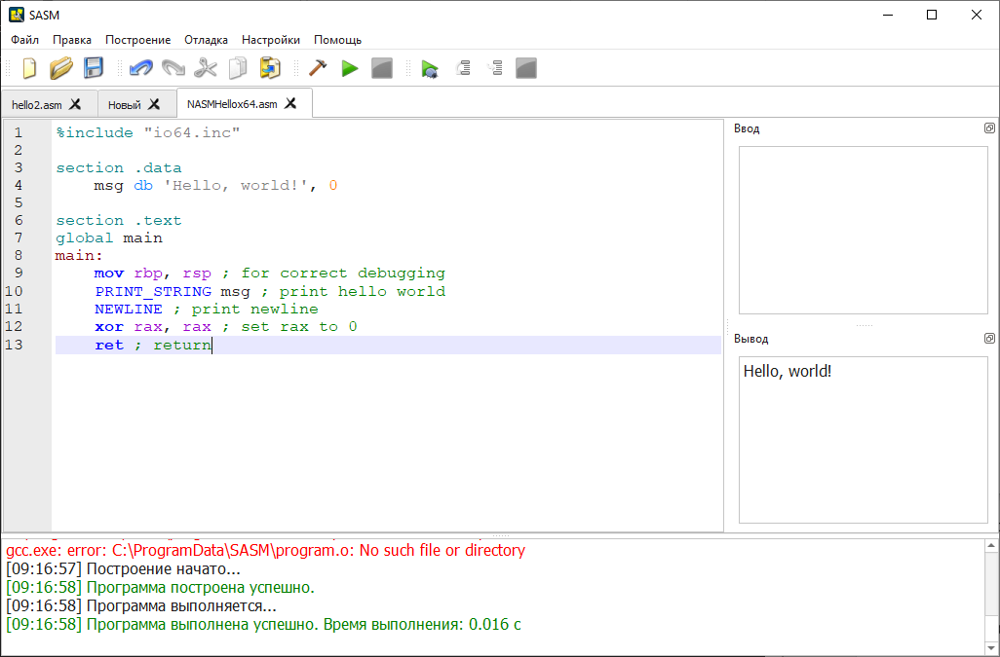 SASM
Файл Правка Построение Отладка Настройки Помощь
hello2.asm Новый NASMHellox64.asm
1 %include "io64.inc"
2
3 section .data
4 msg db 'Hello, world!', 0
5
6 section .text
7 global main
8 main:
9 mov rbp, rsp ; for correct debugging
10 PRINT_STRING msg ; print hello world
11 NEWLINE ; print newline
12 xor rax, rax ; set rax to 0
13 ret ; return
Ввод
Вывод
Hello, world!
gcc.exe: error: C:\ProgramData\SASM\program.o: No such file or directory
[09:16:57] Построение начато...
[09:16:58] Программа построена успешно.
[09:16:58] Программа выполняется...
[09:16:58] Программа выполнена успешно. Время выполнения: 0.016 с